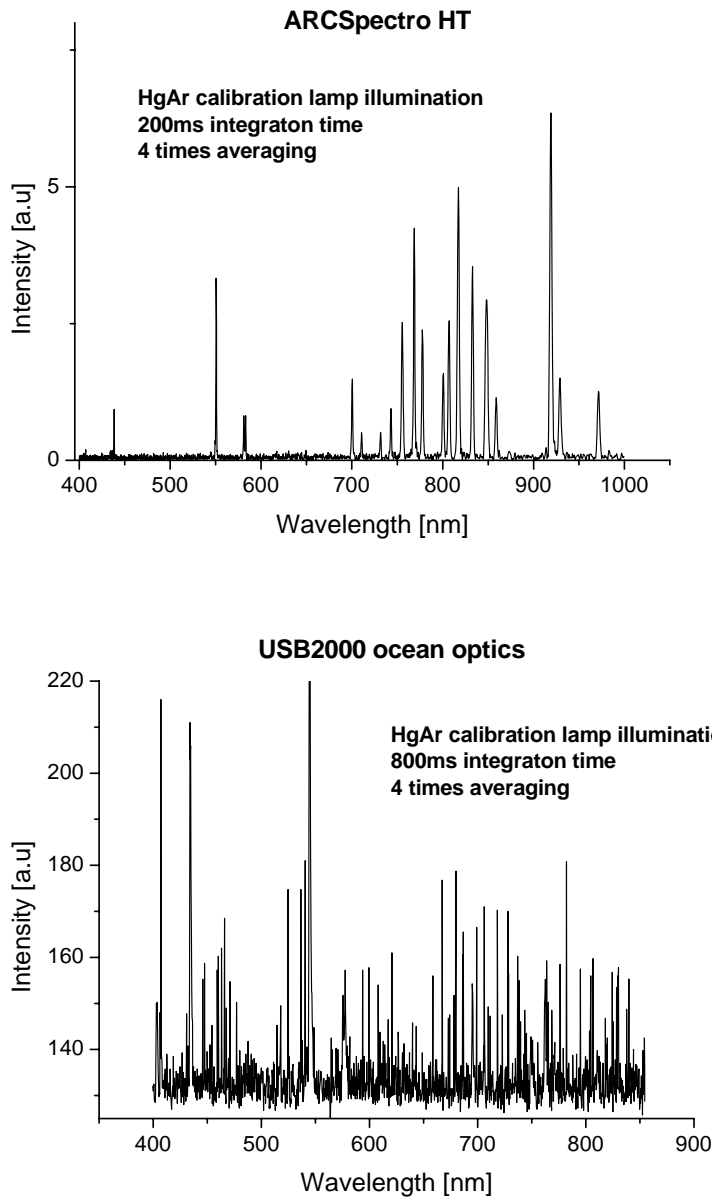 ARCSpectro HT
HgAr calibration lamp illumination
200ms integraton time
4 times averaging
Intensity [a.u]
5
0
400 500 600 700 800 900 1000
Wavelength [nm]
USB2000 ocean optics
HgAr calibration lamp illuminati
800ms integraton time
4 times averaging
Intensity [a.u]
220
200
180
160
140
400 500 600 700 800 900
Wavelength [nm]